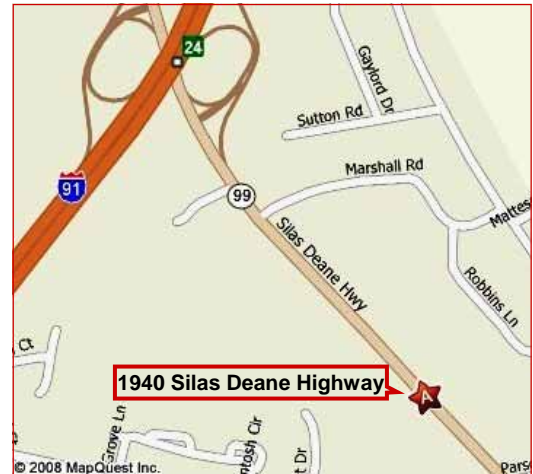 24
Gaylord Dr
Sutton Rd
Marshall Rd
91
99
Silas Deane Hwy
Mattes
Robbins Ln
Ct
1940 Silas Deane Highway
A
Grove Ln
ntosh Cir
t Dr
Pars
© 2008 MapQuest Inc.